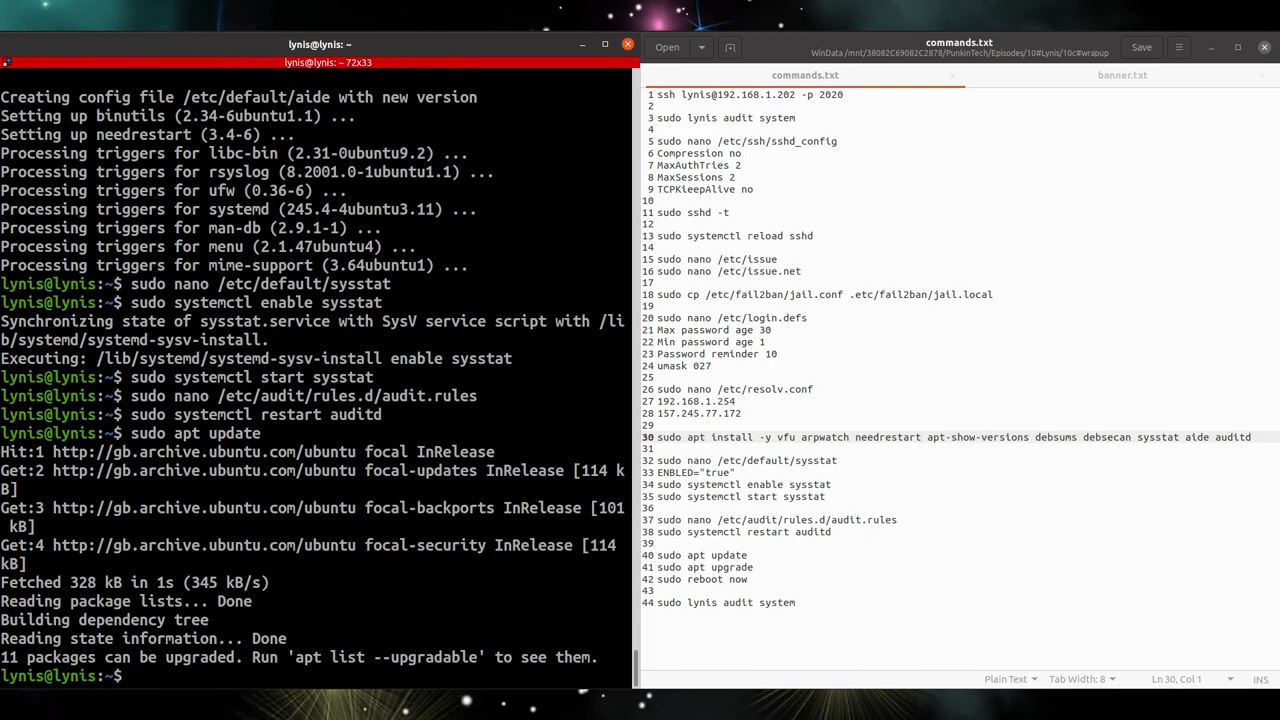 lynis@lynis: ~
lynis@lynis: ~ 72x33
Creating config file /etc/default/aide with new version
Setting up binutils (2.34-6ubuntu1.1) ...
Setting up needrestart (3.4-6) ...
Processing triggers for libc-bin (2.31-0ubuntu9.2) ...
Processing triggers for rsyslog (8.2001.0-1ubuntu1.1) ...
Processing triggers for ufw (0.36-6) ...
Processing triggers for systemd (245.4-4ubuntu3.11) ...
Processing triggers for man-db (2.9.1-1) ...
Processing triggers for menu (2.1.47ubuntu4) ...
Processing triggers for mime-support (3.64ubuntu1) ...
lynis@lynis:~$ sudo nano /etc/default/sysstat
lynis@lynis:~$ sudo systemctl enable sysstat
Synchronizing state of sysstat.service with SysV service script with /li
b/systemd/systemd-sysv-install.
Executing: /lib/systemd/systemd-sysv-install enable sysstat
lynis@lynis:~$ sudo systemctl start sysstat
lynis@lynis:~$ sudo nano /etc/audit/rules.d/audit.rules
lynis@lynis:~$ sudo systemctl restart auditd
lynis@lynis:~$ sudo apt update
Hit:1 http://gb.archive.ubuntu.com/ubuntu focal InRelease
Get:2 http://gb.archive.ubuntu.com/ubuntu focal-updates InRelease [114 k
B]
Get:3 http://gb.archive.ubuntu.com/ubuntu focal-backports InRelease [101
 kB]
Get:4 http://gb.archive.ubuntu.com/ubuntu focal-security InRelease [114
kB]
Fetched 328 kB in 1s (345 kB/s)
Reading package lists... Done
Building dependency tree
Reading state information... Done
11 packages can be upgraded. Run 'apt list --upgradable' to see them.
lynis@lynis:~$
Open
commands.txt
WinData /mnt/38082C69082C2878/PunkinTech/Episodes/10#Lynis/10c#wrapup
Save
commands.txt
banner.txt
1 ssh lynis@192.168.1.202 -p 2020
2
3 sudo lynis audit system
4
5 sudo nano /etc/ssh/sshd_config
6 Compression no
7 MaxAuthTries 2
8 MaxSessions 2
9 TCPKieepAlive no
10
11 sudo sshd -t
12
13 sudo systemctl reload sshd
14
15 sudo nano /etc/issue
16 sudo nano /etc/issue.net
17
18 sudo cp /etc/fail2ban/jail.conf .etc/fail2ban/jail.local
19
20 sudo nano /etc/login.defs
21 Max password age 30
22 Min password age 1
23 Password reminder 10
24 umask 027
25
26 sudo nano /etc/resolv.conf
27 192.168.1.254
28 157.245.77.172
29
30 sudo apt install -y vfu arpwatch needrestart apt-show-versions debsums debsecan sysstat aide auditd
31
32 sudo nano /etc/default/sysstat
33 ENBLED="true"
34 sudo systemctl enable sysstat
35 sudo systemctl start sysstat
36
37 sudo nano /etc/audit/rules.d/audit.rules
38 sudo systemctl restart auditd
39
40 sudo apt update
41 sudo apt upgrade
42 sudo reboot now
43
44 sudo lynis audit system
Plain Text
Tab Width: 8
Ln 30, Col 1
INS